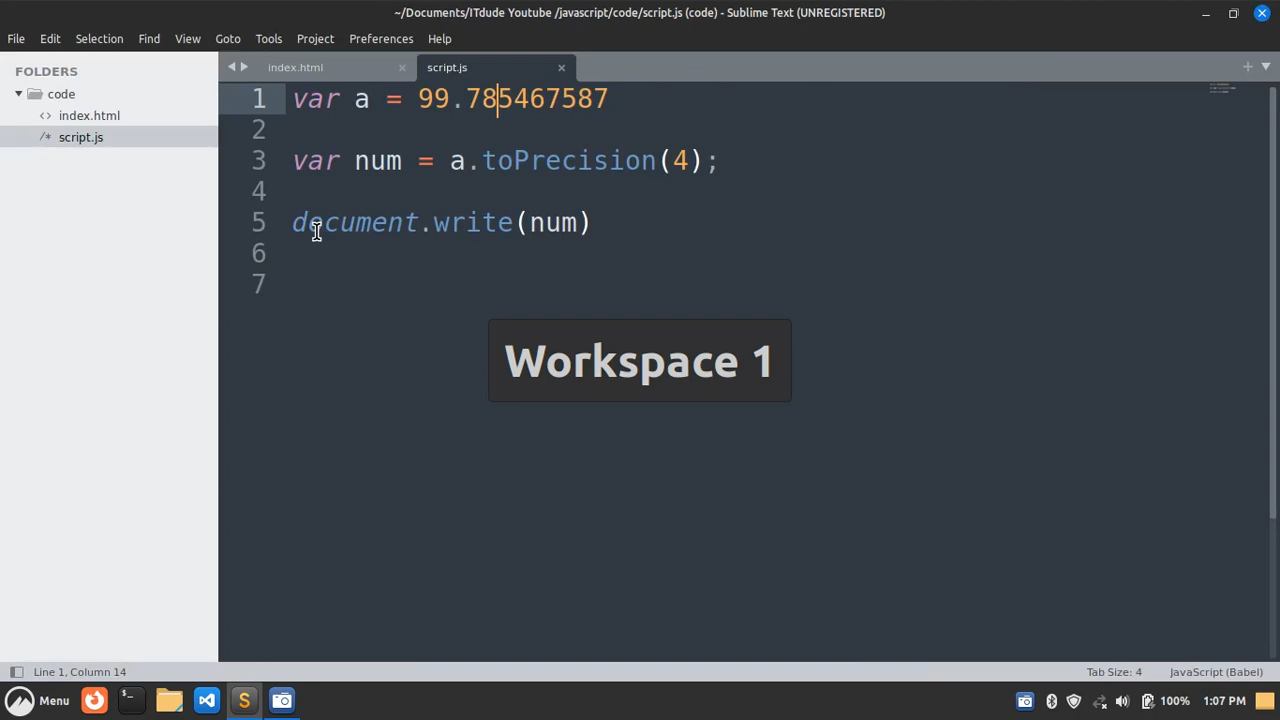 ~/Documents/ITdude Youtube /javascript/code/script.js (code) - Sublime Text (UNREGISTERED)
File Edit Selection Find View Goto Tools Project Preferences Help
FOLDERS
code
<> index.html
/* script.js
index.html
script.js
1 var a = 99.785467587
2
3 var num = a.toPrecision(4);
4
5 document.write(num)
6
7
Workspace 1
Line 1, Column 14
Tab Size: 4
JavaScript (Babel)
Menu
100%
1:07 PM